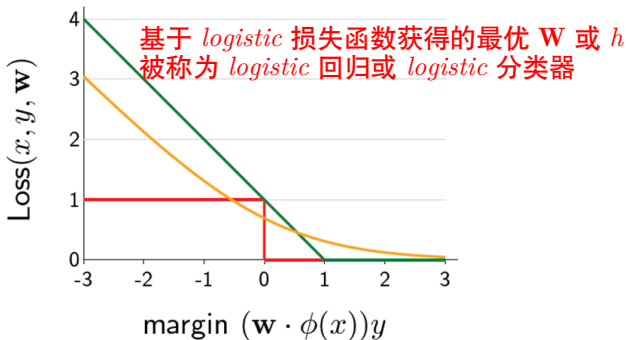 基于 logistic 损失函数获得的最优 W 或 h
被称为 logistic 回归或 logistic 分类器
4
3
2
1
0
-3 -2 -1 0 1 2 3
Loss(x, y, w)
margin (w · ϕ(x))y